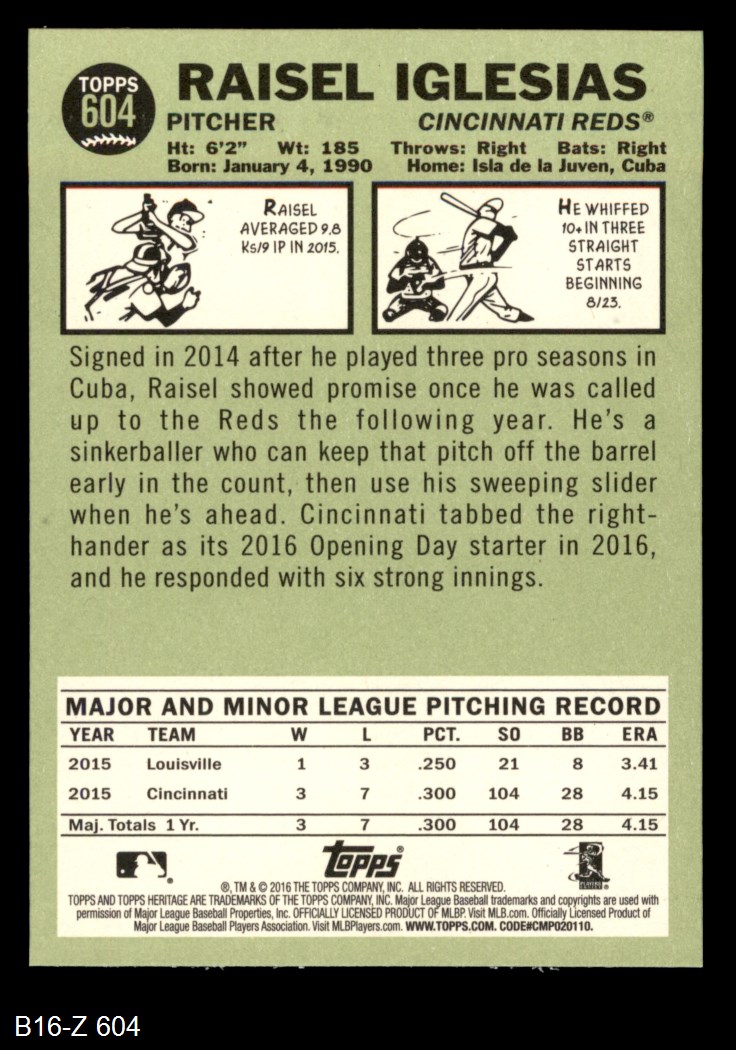 TOPPS
604
RAISEL IGLESIAS
PITCHER CINCINNATI REDS®
Ht: 6'2” Wt: 185 Throws: Right Bats: Right
Born: January 4, 1990 Home: Isla de la Juven, Cuba
RAISEL
AVERAGED 9.8
Ks/9 IP IN 2015.
HE WHIFFED
10+ IN THREE
STRAIGHT
STARTS
BEGINNING
8/23.
Signed in 2014 after he played three pro seasons in
Cuba, Raisel showed promise once he was called
up to the Reds the following year. He's a
sinkerballer who can keep that pitch off the barrel
early in the count, then use his sweeping slider
when he's ahead. Cincinnati tabbed the right-
hander as its 2016 Opening Day starter in 2016,
and he responded with six strong innings.
MAJOR AND MINOR LEAGUE PITCHING RECORD
YEAR TEAM W L PCT. SO BB ERA
2015 Louisville 1 3 .250 21 8 3.41
2015 Cincinnati 3 7 .300 104 28 4.15
Maj. Totals 1 Yr. 3 7 .300 104 28 4.15
topps®
®, TM & © 2016 THE TOPPS COMPANY, INC. ALL RIGHTS RESERVED.
TOPPS AND TOPPS HERITAGE ARE TRADEMARKS OF THE TOPPS COMPANY, INC. Major League Baseball trademarks and copyrights are used with
permission of Major League Baseball Properties, Inc. OFFICIALLY LICENSED PRODUCT OF MLBP. Visit MLB.com. Officially Licensed Product of
Major League Baseball Players Association. Visit MLBPlayers.com. WWW.TOPPS.COM. CODE#CMP020110.
B16-Z 604